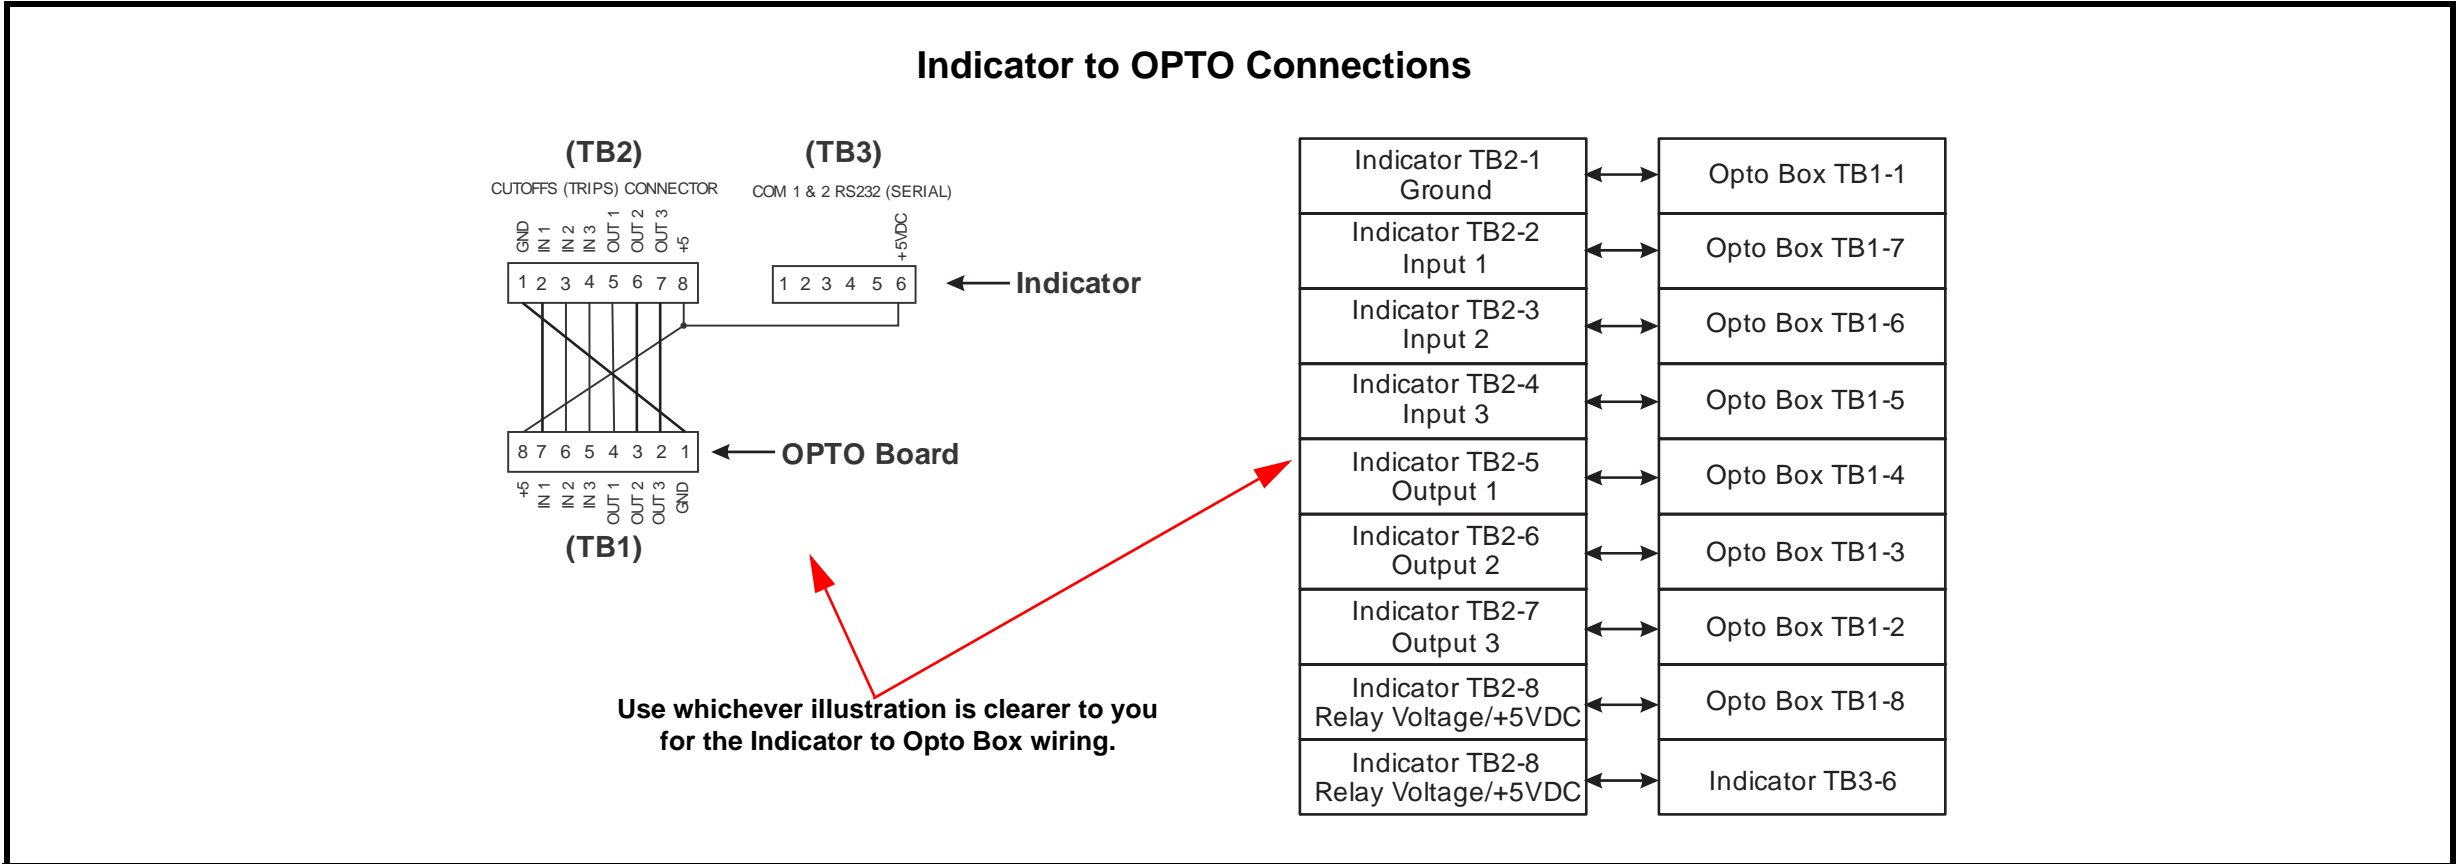 Indicator to OPTO Connections
(TB2)
CUTOFFS (TRIPS) CONNECTOR
GND
IN 1
IN 2
IN 3
OUT 1
OUT 2
OUT 3
+5
1 2 3 4 5 6 7 8
(TB3)
COM 1 & 2 RS232 (SERIAL)
+5VDC
1 2 3 4 5 6
Indicator
8 7 6 5 4 3 2 1
OPTO Board
+5
IN 1
IN 2
IN 3
OUT 1
OUT 2
OUT 3
GND
(TB1)
Use whichever illustration is clearer to you
for the Indicator to Opto Box wiring.
Indicator TB2-1
Ground
Opto Box TB1-1
Indicator TB2-2
Input 1
Opto Box TB1-7
Indicator TB2-3
Input 2
Opto Box TB1-6
Indicator TB2-4
Input 3
Opto Box TB1-5
Indicator TB2-5
Output 1
Opto Box TB1-4
Indicator TB2-6
Output 2
Opto Box TB1-3
Indicator TB2-7
Output 3
Opto Box TB1-2
Indicator TB2-8
Relay Voltage/+5VDC
Opto Box TB1-8
Indicator TB2-8
Relay Voltage/+5VDC
Indicator TB3-6